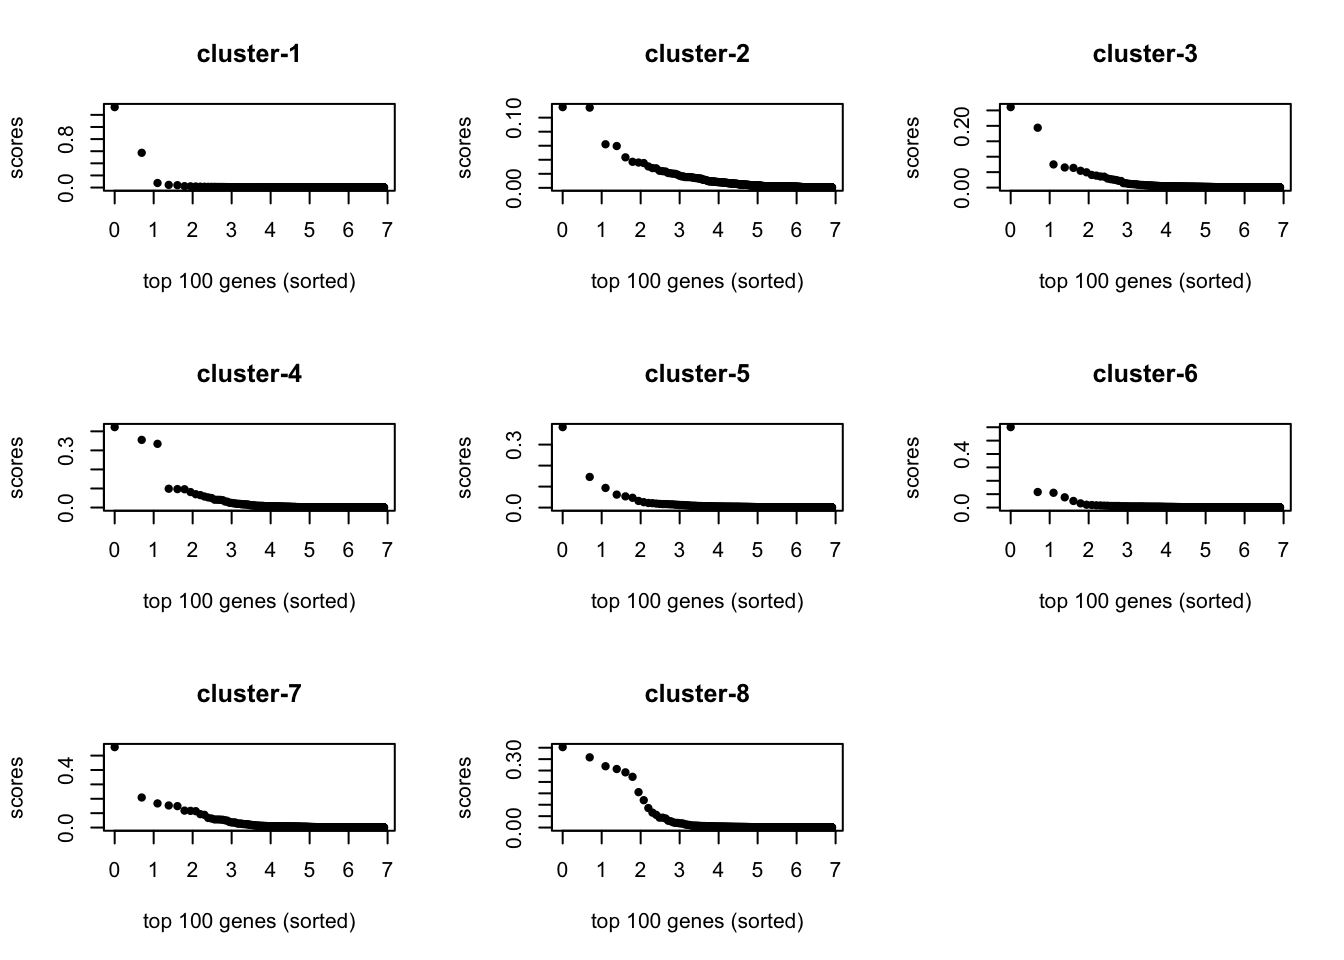 cluster-1
scores
0.0 0.8
0 1 2 3 4 5 6 7
top 100 genes (sorted)
cluster-2
scores
0.00 0.10
0 1 2 3 4 5 6 7
top 100 genes (sorted)
cluster-3
scores
0.00 0.20
0 1 2 3 4 5 6 7
top 100 genes (sorted)
cluster-4
scores
0.0 0.3
0 1 2 3 4 5 6 7
top 100 genes (sorted)
cluster-5
scores
0.0 0.3
0 1 2 3 4 5 6 7
top 100 genes (sorted)
cluster-6
scores
0.0 0.4
0 1 2 3 4 5 6 7
top 100 genes (sorted)
cluster-7
scores
0.0 0.4
0 1 2 3 4 5 6 7
top 100 genes (sorted)
cluster-8
scores
0.00 0.30
0 1 2 3 4 5 6 7
top 100 genes (sorted)